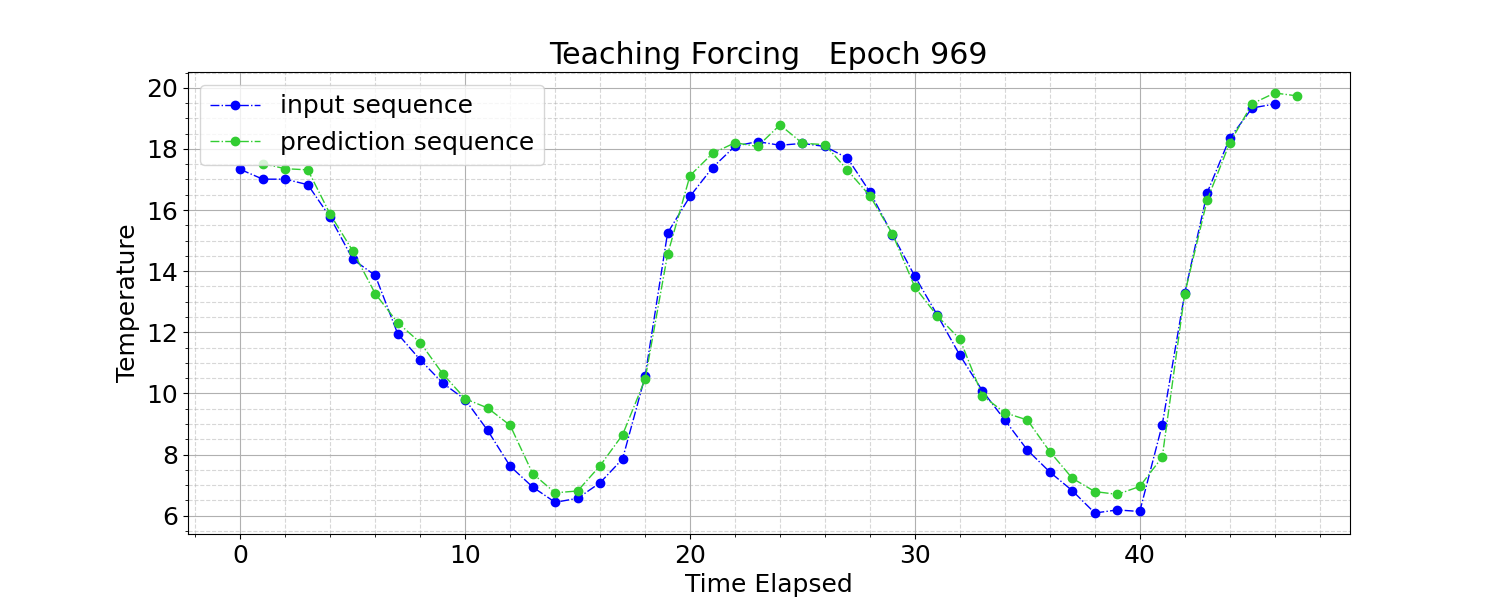 Teaching Forcing   Epoch 969
20
18
16
14
12
10
8
6
Temperature
input sequence
prediction sequence
0 10 20 30 40
Time Elapsed